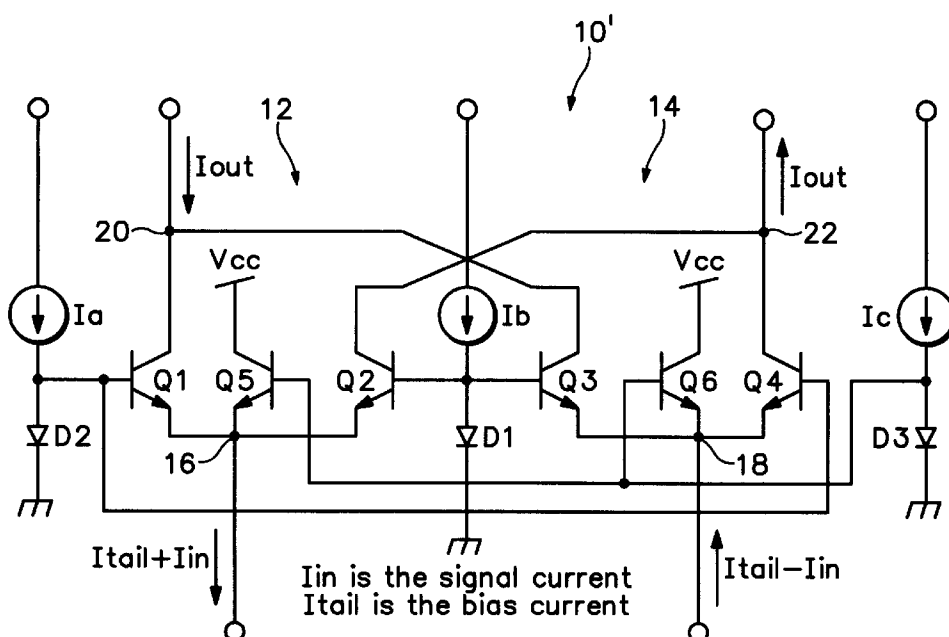 10'
12
14
Iout
Iout
20
22
Vcc
Vcc
Ia
Ib
Ic
Q1
Q5
Q2
Q3
Q6
Q4
D2
16
D1
18
D3
Itail+Iin
Iin is the signal current
Itail is the bias current
Itail-Iin